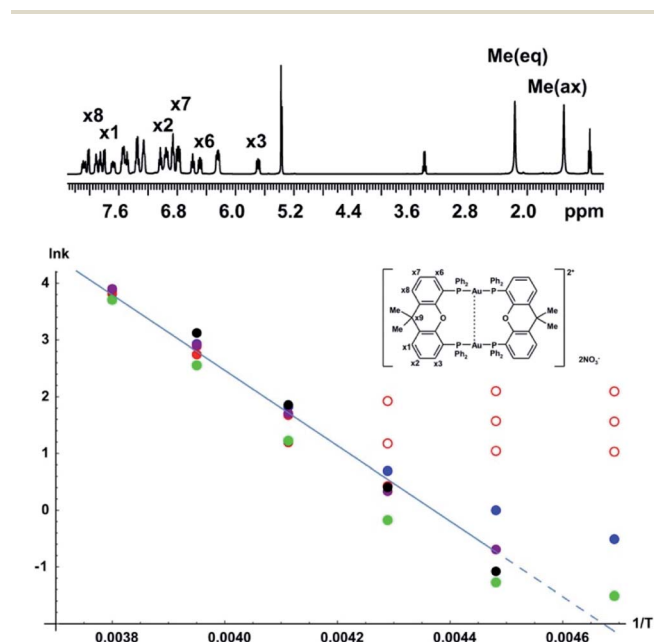 Me(eq)
Me(ax)
x8 x1 x2 x7 x6 x3
7.6 6.8 6.0 5.2 4.4 3.6 2.8 2.0 ppm
lnk
4
3
2
1
0
-1
0.0038 0.0040 0.0042 0.0044 0.0046 1/T
x7 x6 Ph2 Ph2 2+
x8 P Au P
Me x9 O O Me
Me Me
P Au P
x1 Ph2 Ph2
x2 x3 2NO3-